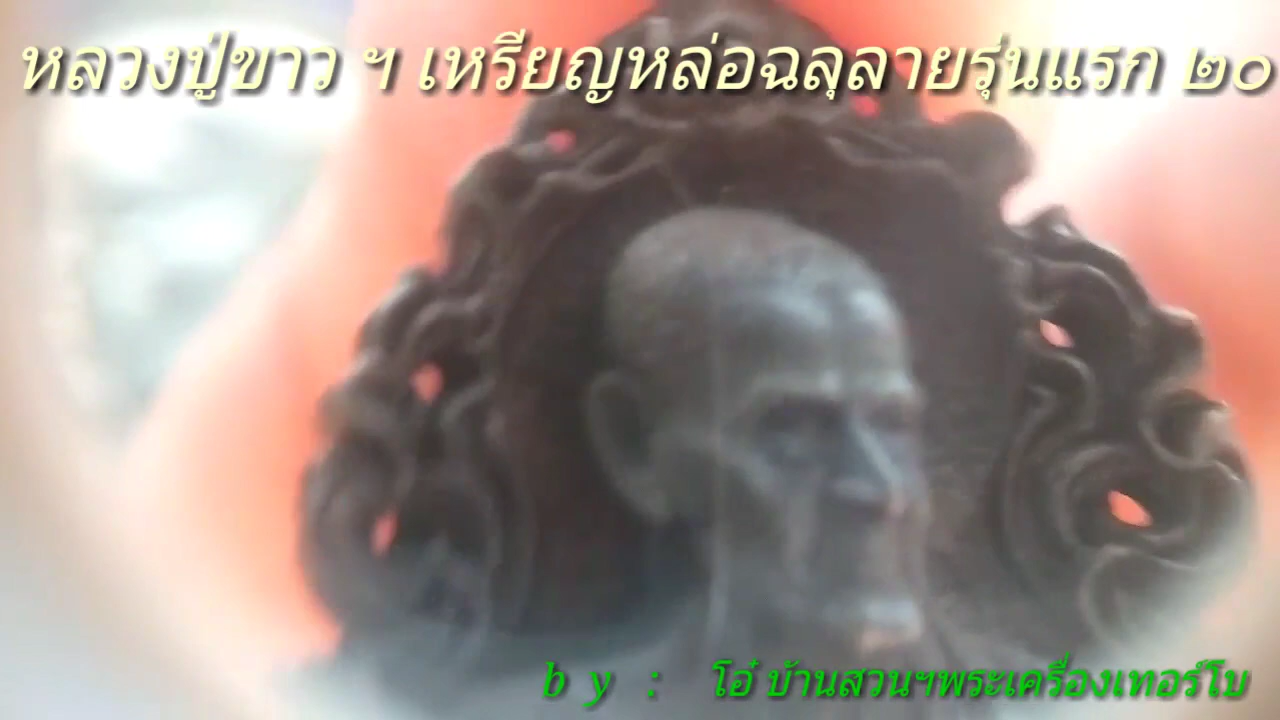 หลวงปู่ขาว ฯ เหรียญหล่อฉลุลายรุ่นแรก ๒๐
by : โอ๋ บ้านสวนฯพระเครื่องเทอร์โบ